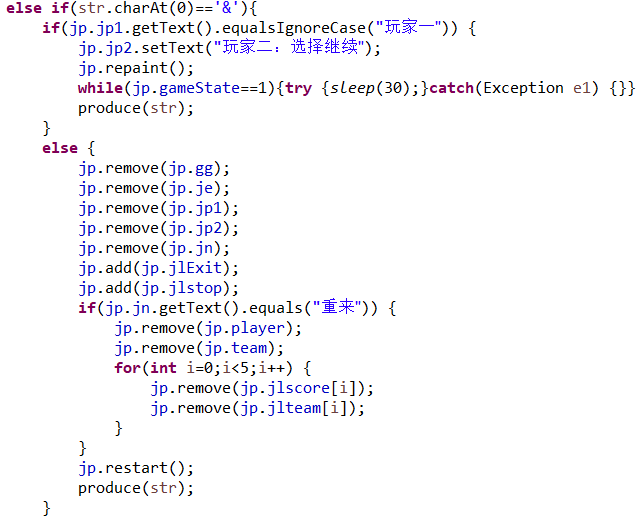 else if(str.charAt(0)=='&'){
    if(jp.jp1.getText().equalsIgnoreCase("玩家一")) {
        jp.jp2.setText("玩家二：选择继续");
        jp.repaint();
        while(jp.gameState==1){try {sleep(30);}catch(Exception e1) {}}
        produce(str);
    }
    else {
        jp.remove(jp.gg);
        jp.remove(jp.je);
        jp.remove(jp.jp1);
        jp.remove(jp.jp2);
        jp.remove(jp.jn);
        jp.add(jp.jlExit);
        jp.add(jp.jlstop);
        if(jp.jn.getText().equals("重来")) {
            jp.remove(jp.player);
            jp.remove(jp.team);
            for(int i=0;i<5;i++) {
                jp.remove(jp.jlscore[i]);
                jp.remove(jp.jlteam[i]);
            }
        }
        jp.restart();
        produce(str);
    }